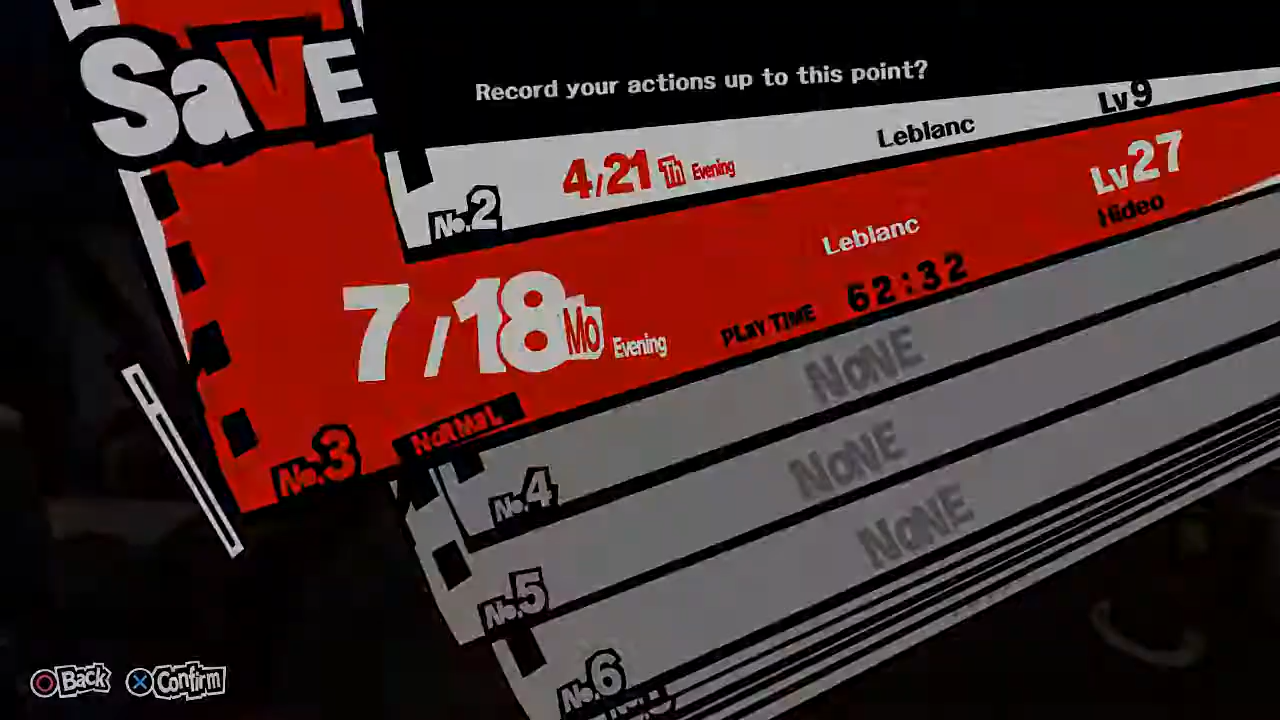 SaVE
Record your actions up to this point?
No.2 4/21 Th Evening Leblanc Lv9
No.3 7/18 Mo Evening Leblanc Lv27
Hideo
PLaY TIME 62:32
NoRMaL
No.4 NoNE
No.5 NoNE
No.6 NoNE
Back Confirm